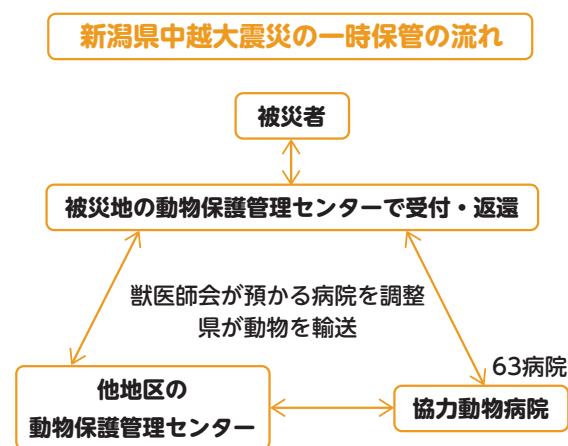 新潟県中越大震災の一時保管の流れ
被災者
被災地の動物保護管理センターで受付・返還
獣医師会が預かる病院を調整
県が動物を輸送
63病院
他地区の
動物保護管理センター
協力動物病院